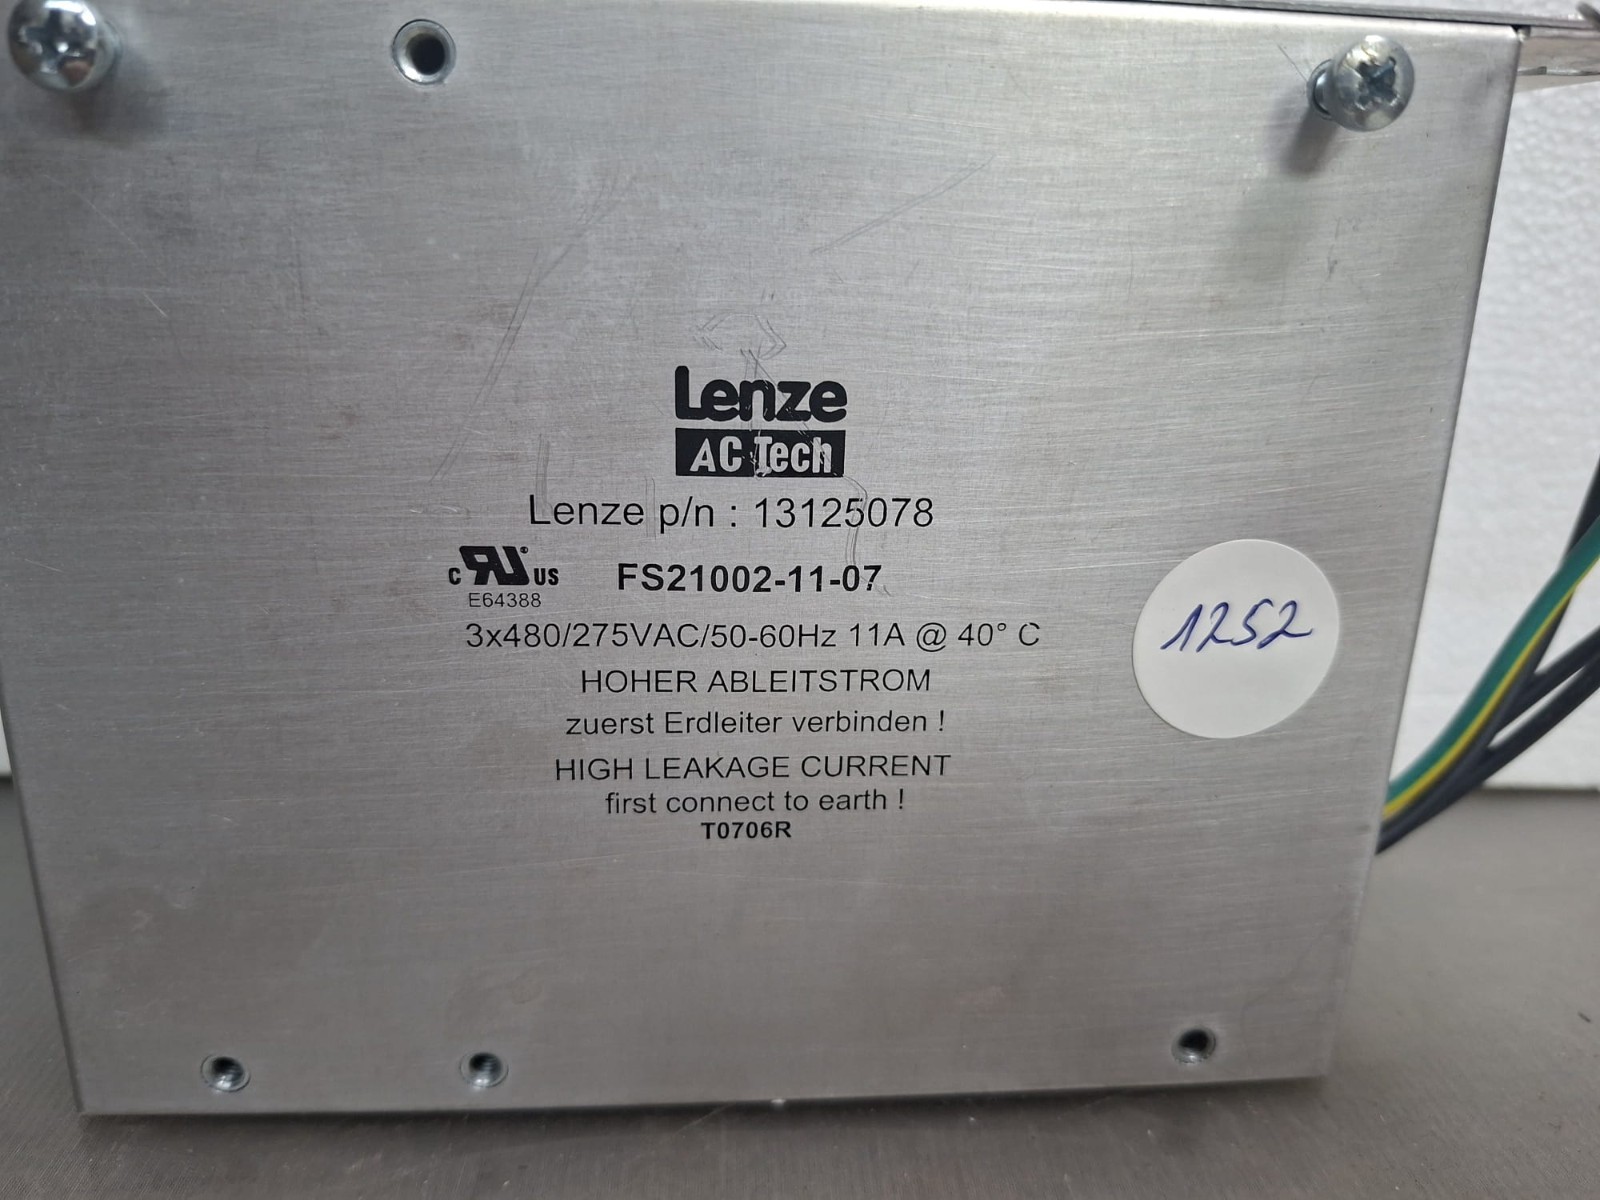 Lenze
AC Tech
Lenze p/n : 13125078
c RU ® US
E64388
FS21002-11-07
3x480/275VAC/50-60Hz 11A @ 40° C
HOHER ABLEITSTROM
zuerst Erdleiter verbinden !
HIGH LEAKAGE CURRENT
first connect to earth !
T0706R
1252